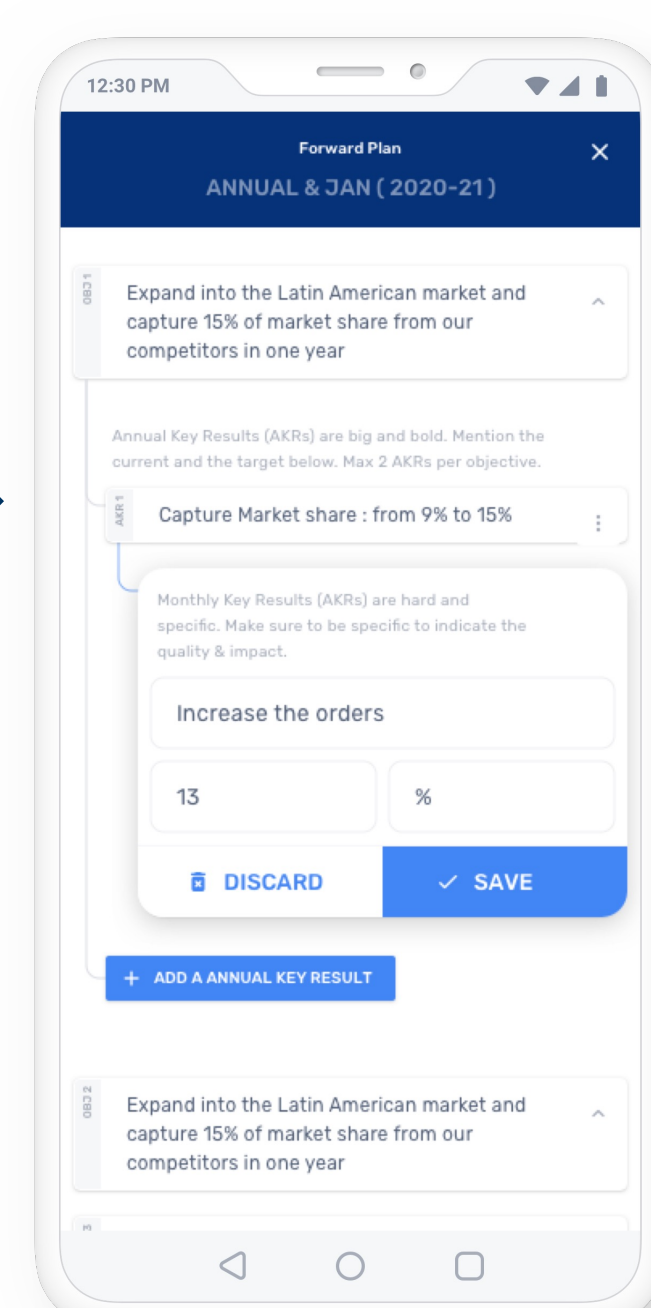 12:30 PM
Forward Plan
ANNUAL & JAN ( 2020-21 )
OBJ 1
Expand into the Latin American market and
capture 15% of market share from our
competitors in one year
Annual Key Results (AKRs) are big and bold. Mention the
current and the target below. Max 2 AKRs per objective.
AKR 1
Capture Market share : from 9% to 15%
Monthly Key Results (AKRs) are hard and
specific. Make sure to be specific to indicate the
quality & impact.
Increase the orders
13
%
DISCARD
SAVE
ADD A ANNUAL KEY RESULT
OBJ 2
Expand into the Latin American market and
capture 15% of market share from our
competitors in one year
3